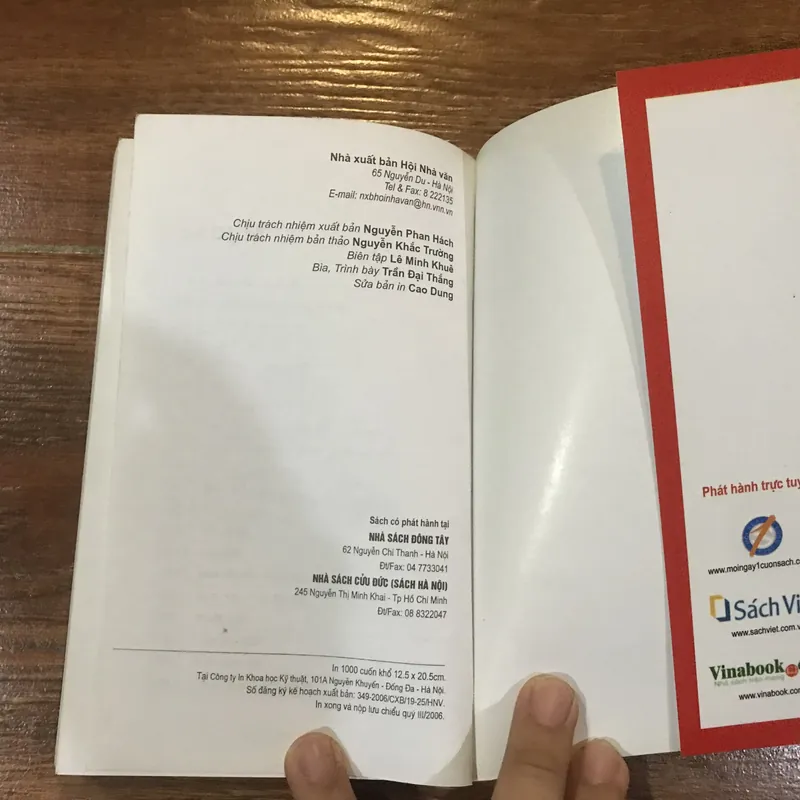 Nhà xuất bản Hội Nhà văn
65 Nguyễn Du - Hà Nội
Tel & Fax: 8 222135
E-mail: nxbhoinhavan@hn.vnn.vn
Chịu trách nhiệm xuất bản Nguyễn Phan Hách
Chịu trách nhiệm bản thảo Nguyễn Khắc Trường
Biên tập Lê Minh Khuê
Bìa, Trình bày Trần Đại Thắng
Sửa bản in Cao Dung
Sách có phát hành tại
NHÀ SÁCH ĐÔNG TÂY
62 Nguyễn Chí Thanh - Hà Nội
Đt/Fax: 04 7733041
NHÀ SÁCH CỬU ĐỨC (SÁCH HÀ NỘI)
245 Nguyễn Thị Minh Khai - Tp Hồ Chí Minh
Đt/Fax: 08 8322047
In 1000 cuốn khổ 12.5 x 20.5cm.
Tại Công ty In Khoa học Kỹ thuật, 101A Nguyễn Khuyến - Đống Đa - Hà Nội.
Số đăng ký kế hoạch xuất bản: 349-2006/CXB/19-25/HNV.
In xong và nộp lưu chiểu quý III/2006.
Phát hành trực tuy
www.moingay1cuonsach.c
Sách Vi
www.sachviet.com.v
Vinabook.c
www.vinabook.co